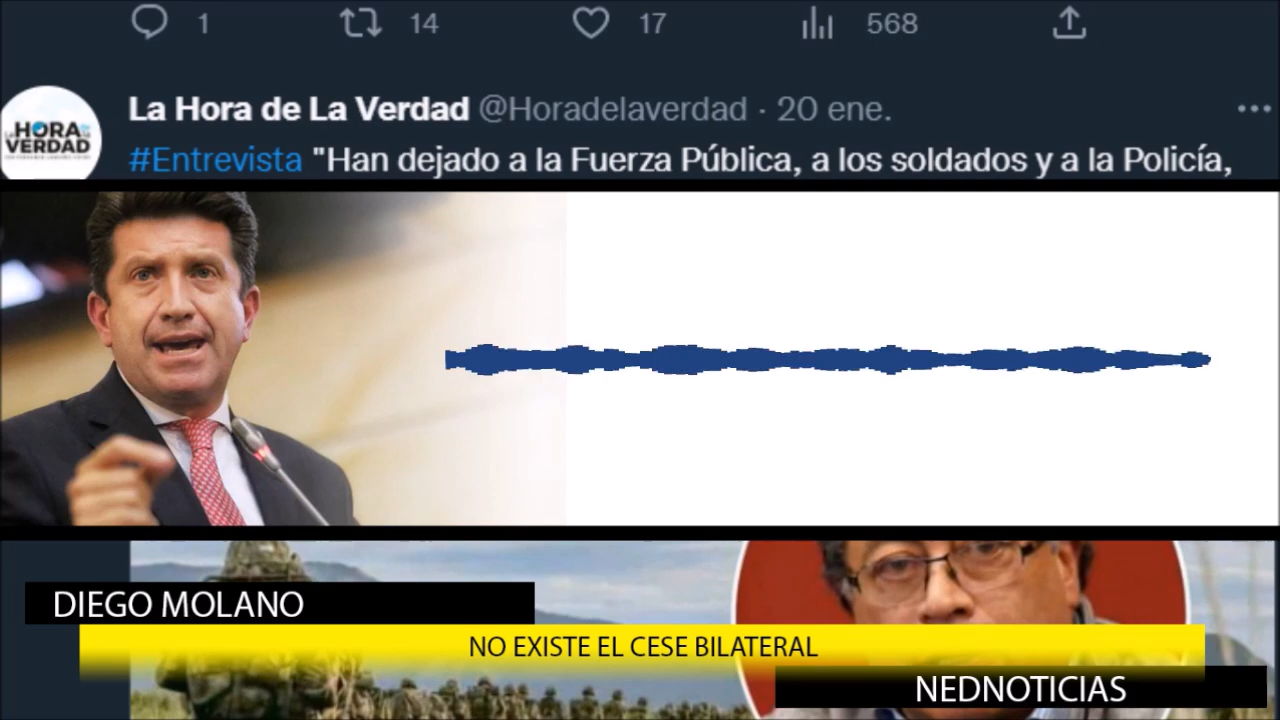 1 14 17 568
La Hora de La Verdad @Horadelaverdad · 20 ene.
HORA
VERDAD
#Entrevista "Han dejado a la Fuerza Pública, a los soldados y a la Policía,
DIEGO MOLANO
NO EXISTE EL CESE BILATERAL
NEDNOTICIAS